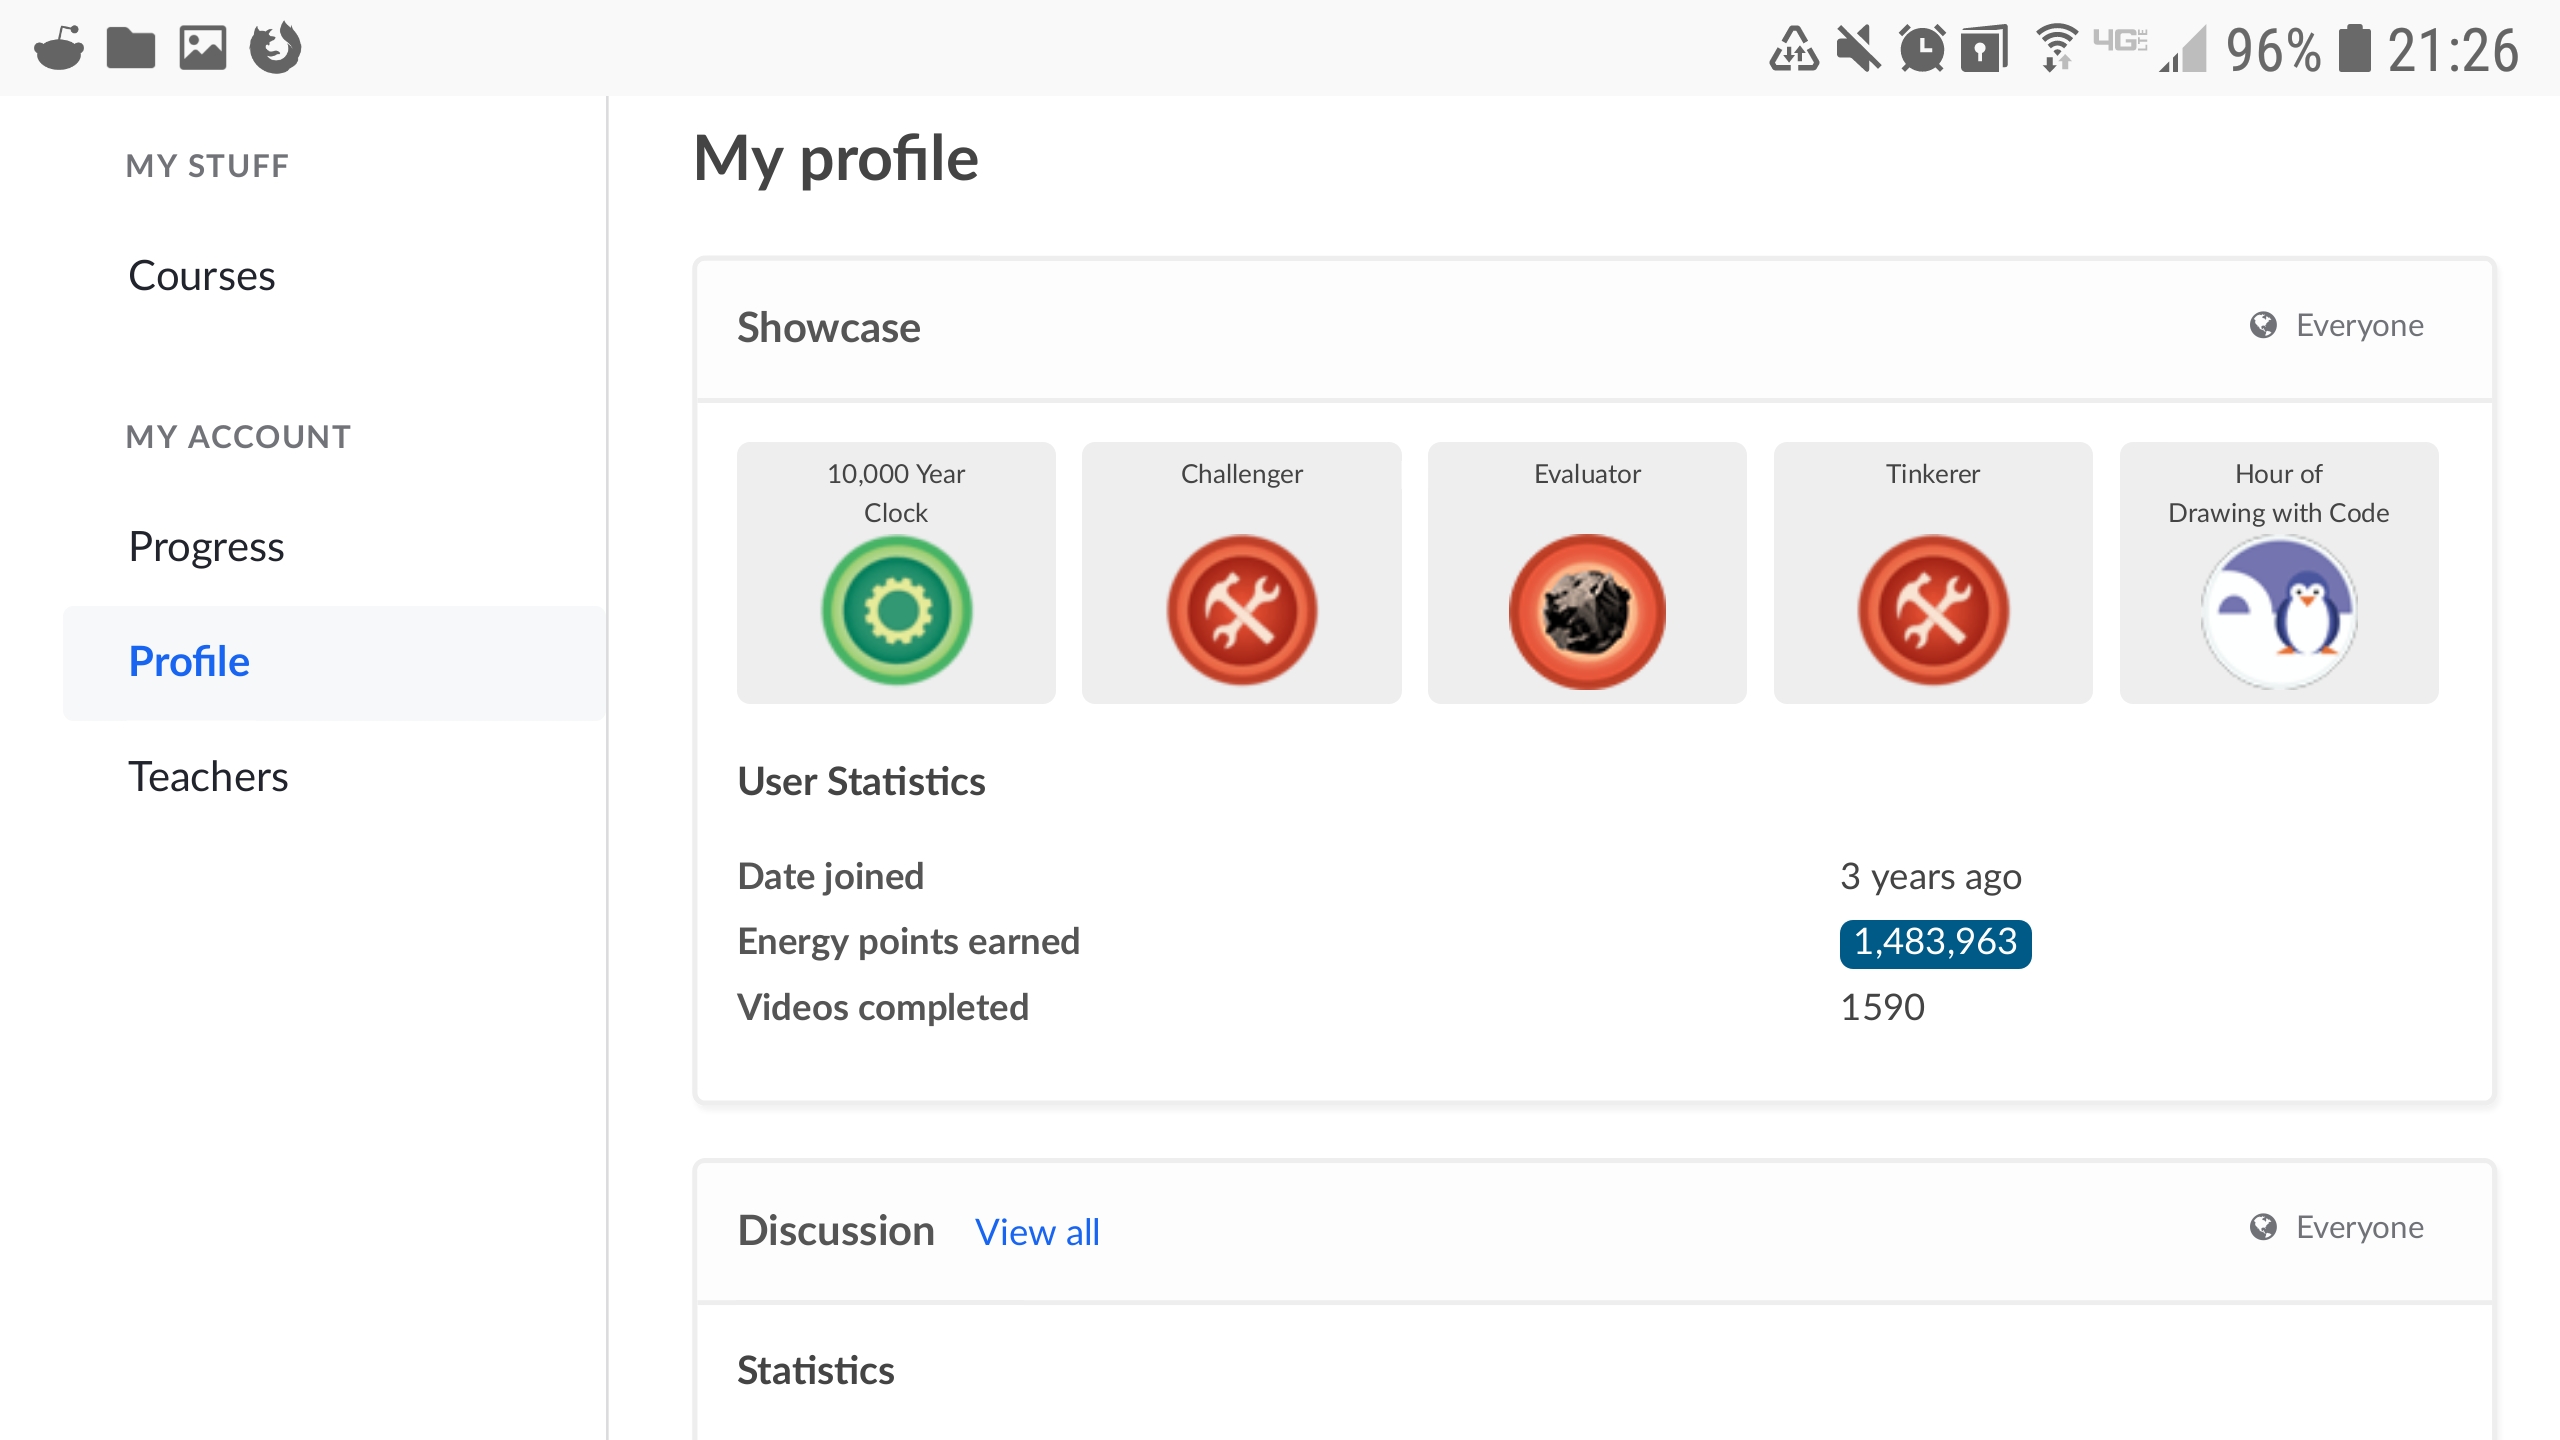 4G LTE 96% 21:26
MY STUFF
Courses
MY ACCOUNT
Progress
Profile
Teachers
My profile
Showcase
Everyone
10,000 Year
Clock
Challenger
Evaluator
Tinkerer
Hour of
Drawing with Code
User Statistics
Date joined 3 years ago
Energy points earned 1,483,963
Videos completed 1590
Discussion View all
Everyone
Statistics